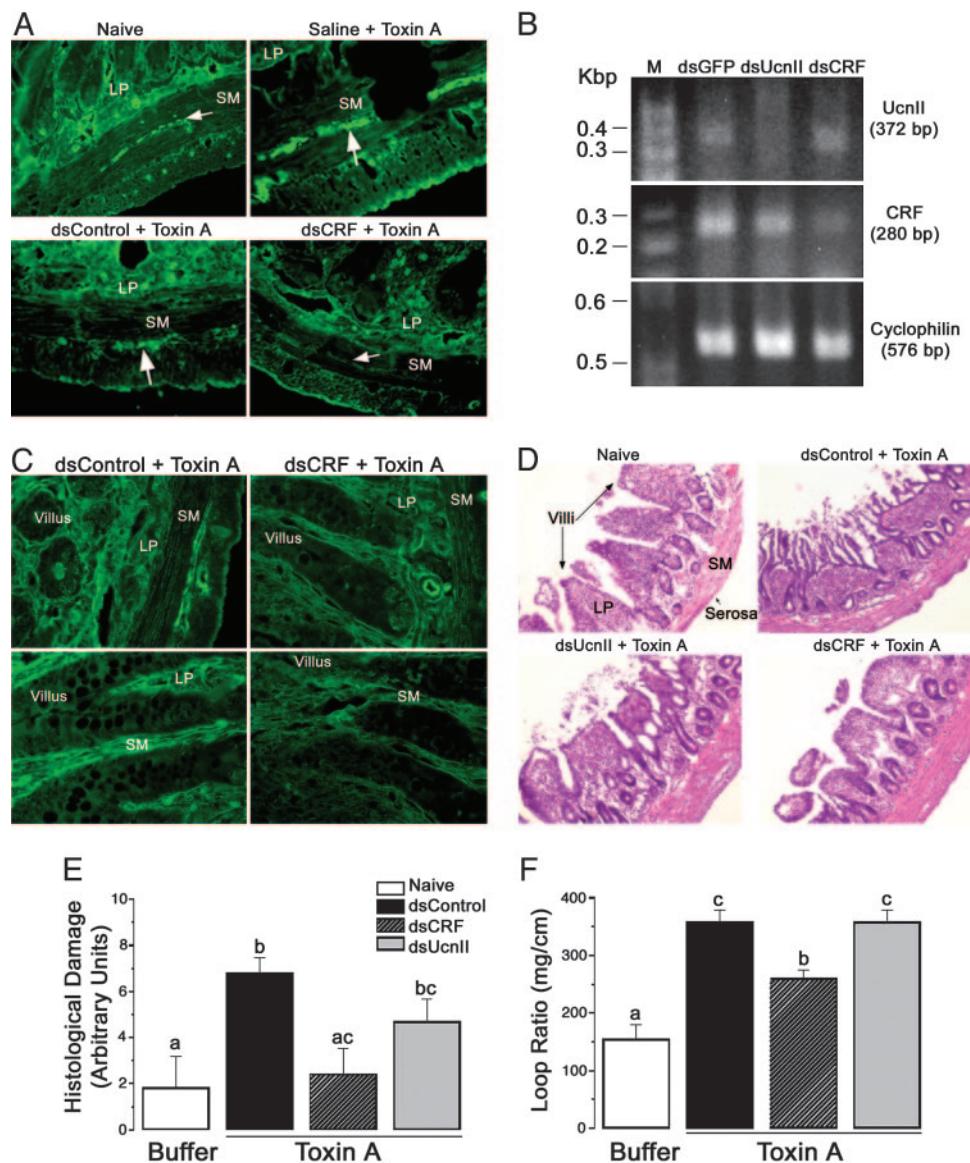 A
Naive
Saline + Toxin A
LP
SM
LP
SM
dsControl + Toxin A
dsCRF + Toxin A
LP
SM
LP
SM
B
Kbp
M dsGFP dsUcnII dsCRF
0.4
0.3
UcnII
(372 bp)
0.3
0.2
CRF
(280 bp)
0.6
0.5
Cyclophilin
(576 bp)
C
dsControl + Toxin A
dsCRF + Toxin A
Villus
LP
SM
Villus
LP
SM
Villus
LP
SM
Villus
SM
D
Naive
dsControl + Toxin A
Villi
LP
SM
Serosa
dsUcnII + Toxin A
dsCRF + Toxin A
E
Histological Damage
(Arbitrary Units)
10
8
6
4
2
0
Naive
dsControl
dsCRF
dsUcnII
a
b
ac
bc
Buffer
Toxin A
F
Loop Ratio (mg/cm)
400
300
250
150
100
0
a
c
b
c
Buffer
Toxin A